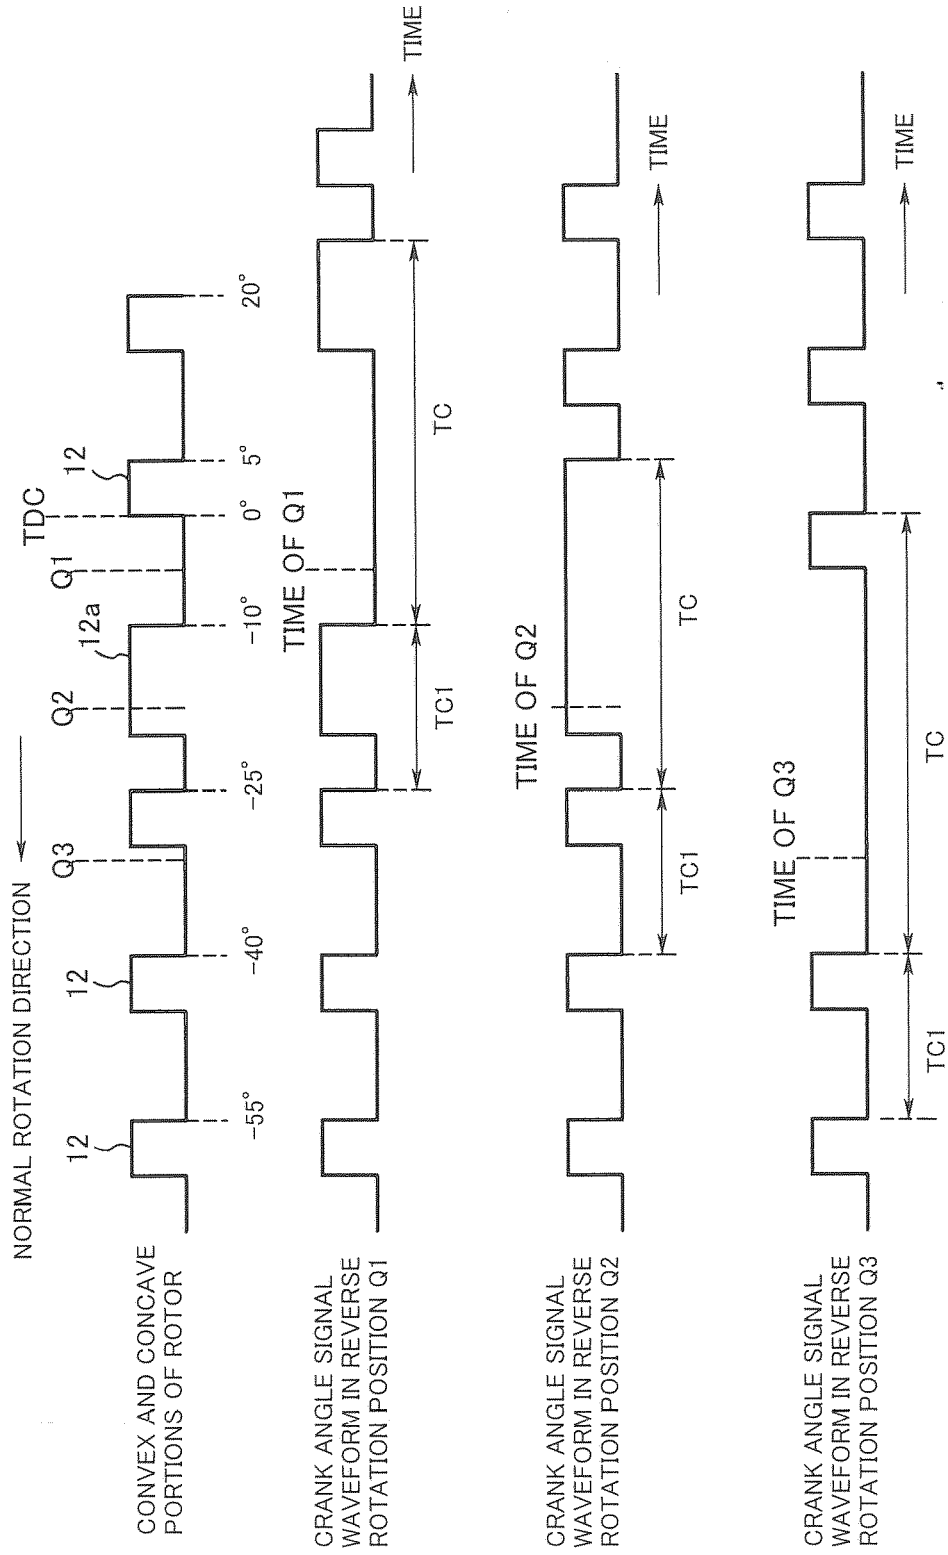 NORMAL ROTATION DIRECTION
TDC
Q3
Q2
Q1
12
12
12a
12
CONVEX AND CONCAVE
PORTIONS OF ROTOR
-55°
-40°
-25°
-10°
0°
5°
20°
TIME OF Q1
CRANK ANGLE SIGNAL
WAVEFORM IN REVERSE
ROTATION POSITION Q1
TC1
TC
TIME
TIME OF Q2
CRANK ANGLE SIGNAL
WAVEFORM IN REVERSE
ROTATION POSITION Q2
TC1
TC
TIME
TIME OF Q3
CRANK ANGLE SIGNAL
WAVEFORM IN REVERSE
ROTATION POSITION Q3
TC1
TC
TIME